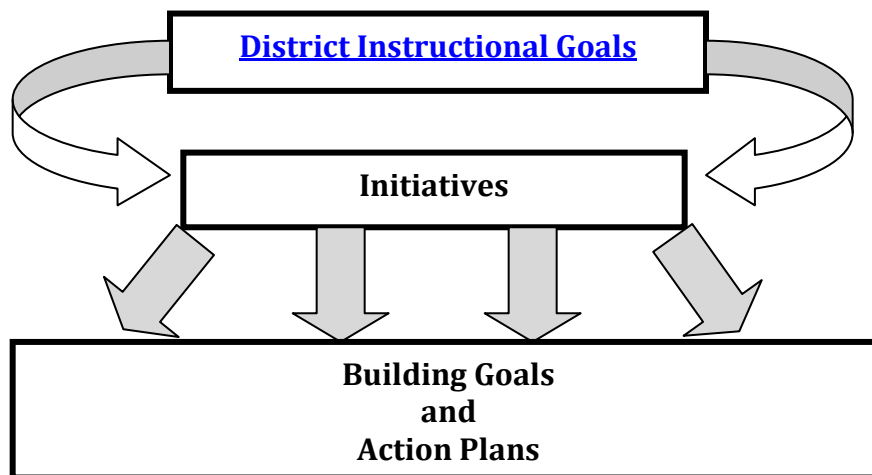 District Instructional Goals
Initiatives
Building Goals
and
Action Plans